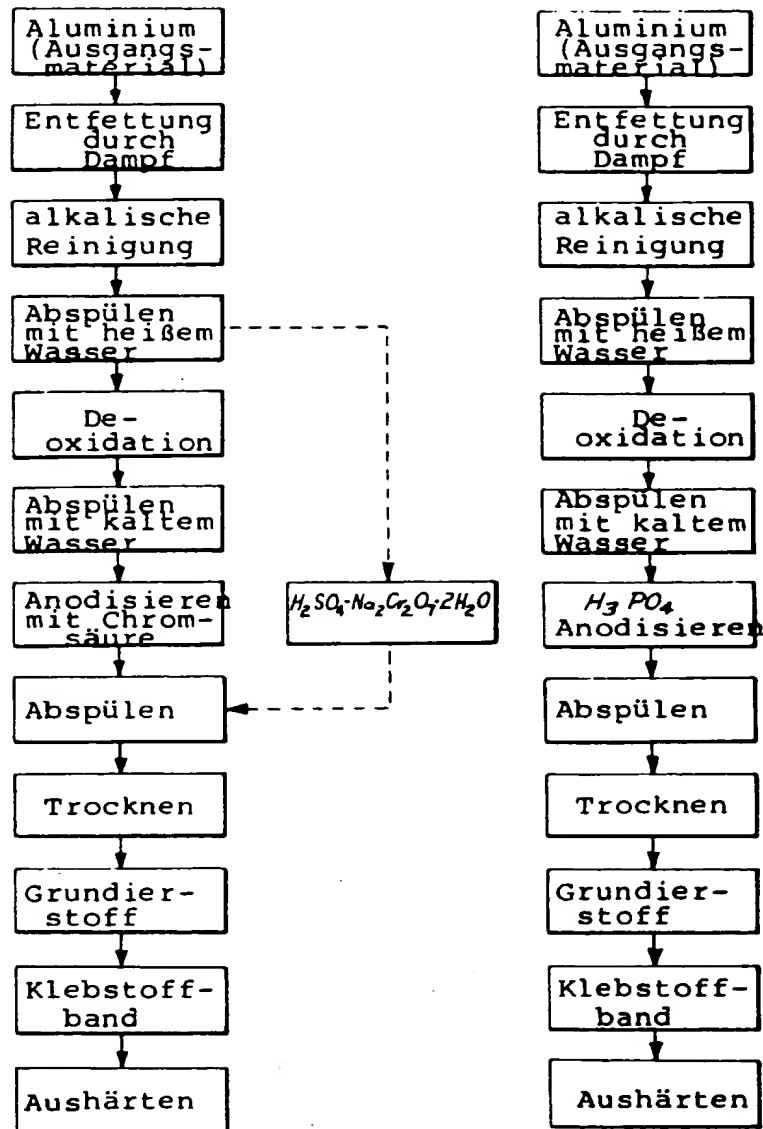 Aluminium
(Ausgangs-
material)
Entfettung
durch
Dampf
alkalische
Reinigung
Abspülen
mit heißem
Wasser
De-
oxidation
Abspülen
mit kaltem
Wasser
Anodisieren
mit Chrom-
säure
Abspülen
Trocknen
Grundier-
stoff
Klebstoff-
band
Aushärten
H₂SO₄-Na₂Cr₂O₇·2H₂O
Aluminium
(Ausgangs-
material)
Entfettung
durch
Dampf
alkalische
Reinigung
Abspülen
mit heißem
Wasser
De-
oxidation
Abspülen
mit kaltem
Wasser
H₃PO₄
Anodisieren
Abspülen
Trocknen
Grundier-
stoff
Klebstoff-
band
Aushärten